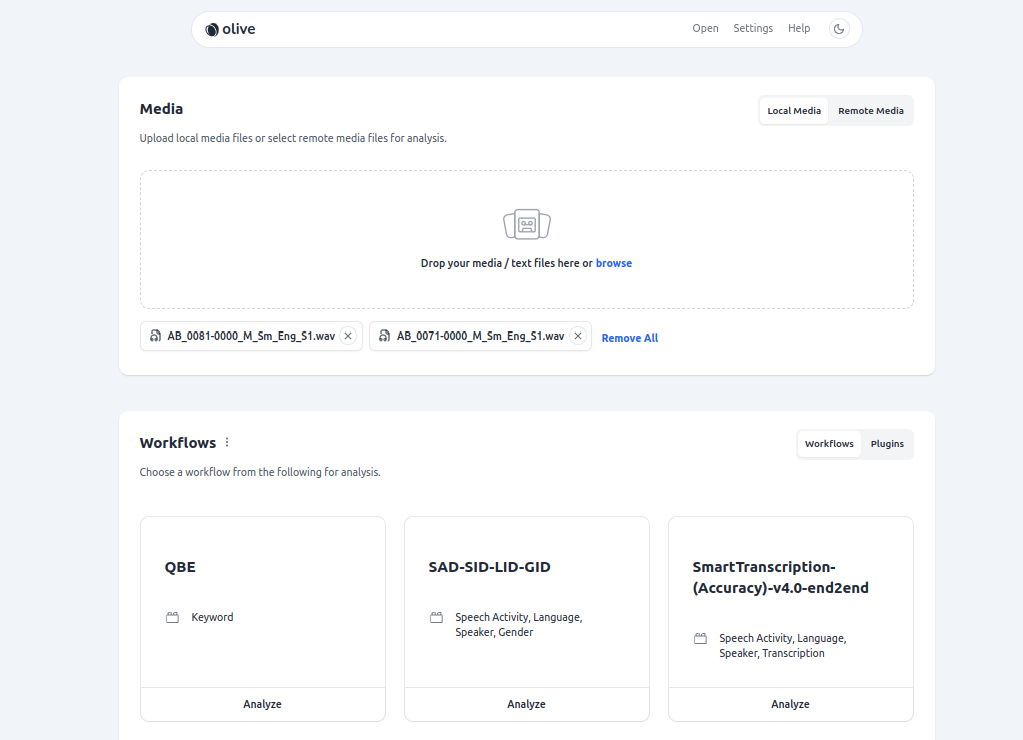 olive
Open Settings Help
Media
Local Media Remote Media
Upload local media files or select remote media files for analysis.
Drop your media / text files here or browse
AB_0081-0000_M_Sm_Eng_S1.wav AB_0071-0000_M_Sm_Eng_S1.wav Remove All
Workflows
Workflows Plugins
Choose a workflow from the following for analysis.
QBE
Keyword
Analyze
SAD-SID-LID-GID
Speech Activity, Language,
Speaker, Gender
Analyze
SmartTranscription-
(Accuracy)-v4.0-end2end
Speech Activity, Language,
Speaker, Transcription
Analyze